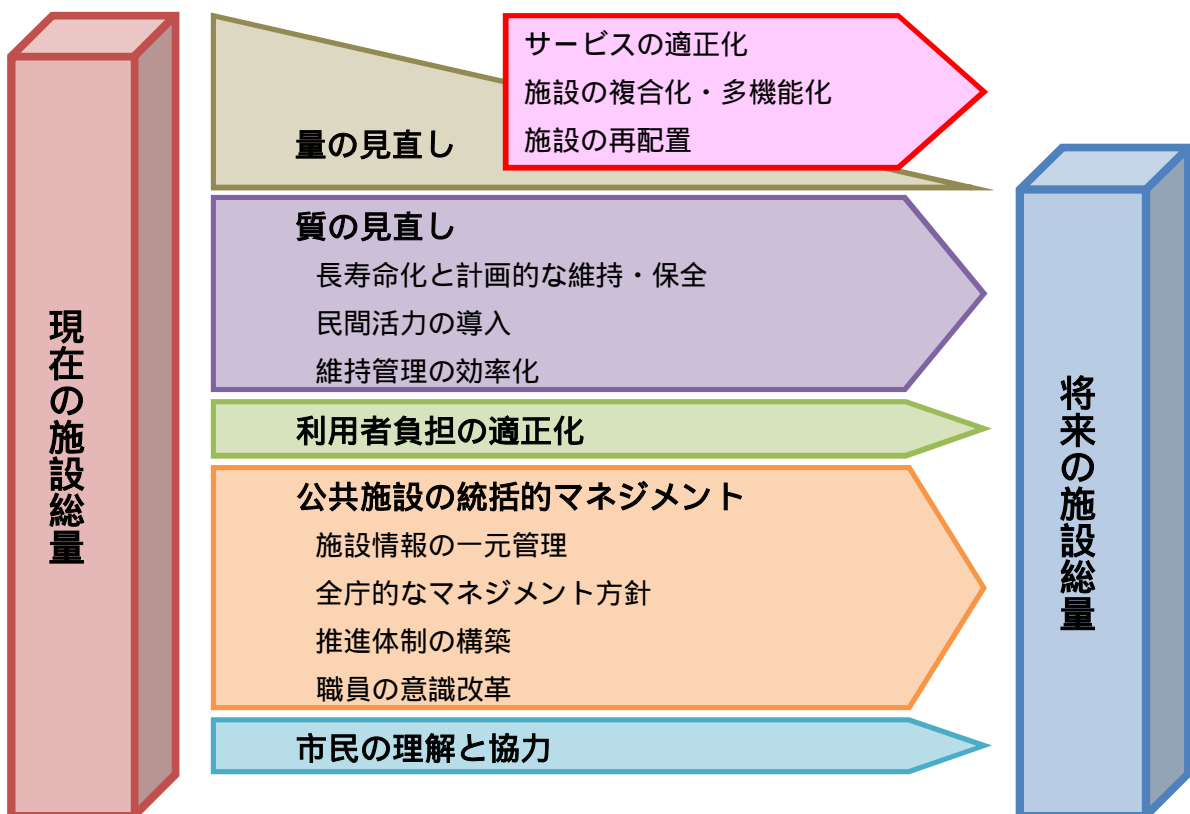 現在の施設総量
量の見直し
サービスの適正化
施設の複合化・多機能化
施設の再配置
質の見直し
長寿命化と計画的な維持・保全
民間活力の導入
維持管理の効率化
利用者負担の適正化
公共施設の統括的マネジメント
施設情報の一元管理
全庁的なマネジメント方針
推進体制の構築
職員の意識改革
市民の理解と協力
将来の施設総量